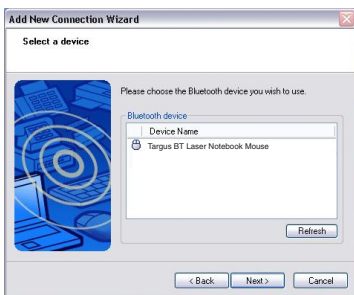 Add New Connection Wizard
Select a device
Please choose the Bluetooth device you wish to use.
Bluetooth device
Device Name
Targus BT Laser Notebook Mouse
Refresh
< Back Next > Cancel